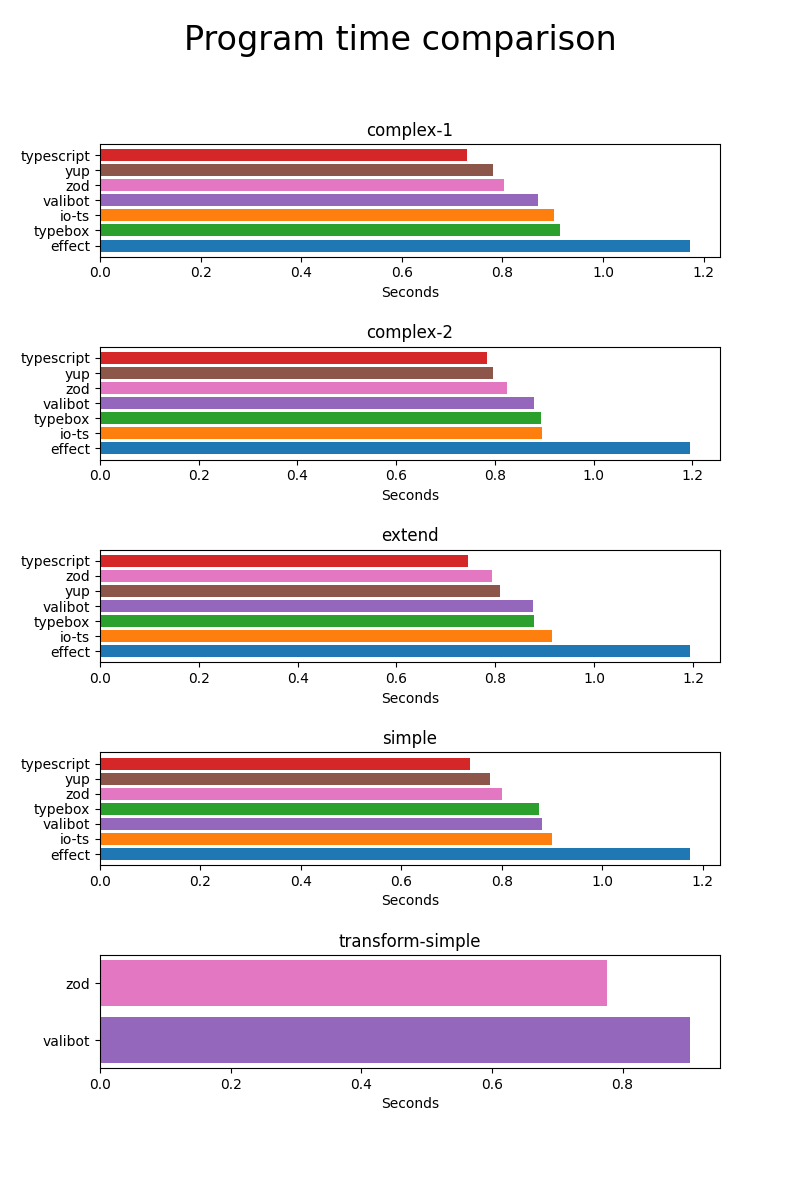 Program time comparison
complex-1
typescript
yup
zod
valibot
io-ts
typebox
effect
0.0 0.2 0.4 0.6 0.8 1.0 1.2
Seconds
complex-2
typescript
yup
zod
valibot
typebox
io-ts
effect
0.0 0.2 0.4 0.6 0.8 1.0 1.2
Seconds
extend
typescript
zod
yup
valibot
typebox
io-ts
effect
0.0 0.2 0.4 0.6 0.8 1.0 1.2
Seconds
simple
typescript
yup
zod
typebox
valibot
io-ts
effect
0.0 0.2 0.4 0.6 0.8 1.0 1.2
Seconds
transform-simple
zod
valibot
0.0 0.2 0.4 0.6 0.8
Seconds